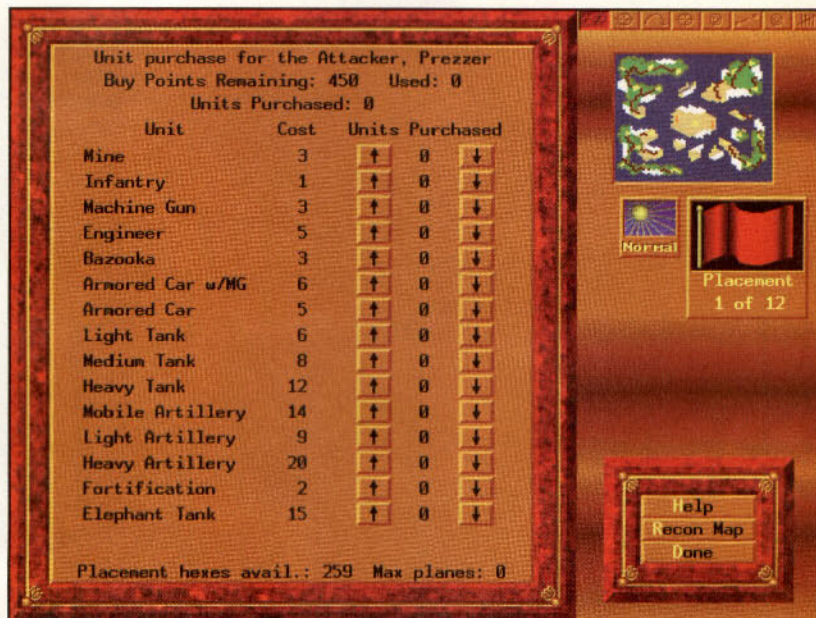 Unit purchase for the Attacker, Prezzer
Buy Points Remaining: 450 Used: 0
Units Purchased: 0
Unit Cost Units Purchased
Mine 3 0
Infantry 1 0
Machine Gun 3 0
Engineer 5 0
Bazooka 3 0
Armored Car w/MG 6 0
Armored Car 5 0
Light Tank 6 0
Medium Tank 8 0
Heavy Tank 12 0
Mobile Artillery 14 0
Light Artillery 9 0
Heavy Artillery 20 0
Fortification 2 0
Elephant Tank 15 0
Placement hexes avail.: 259 Max planes: 0
Normal
Placement
1 of 12
Help
Recon Map
Done